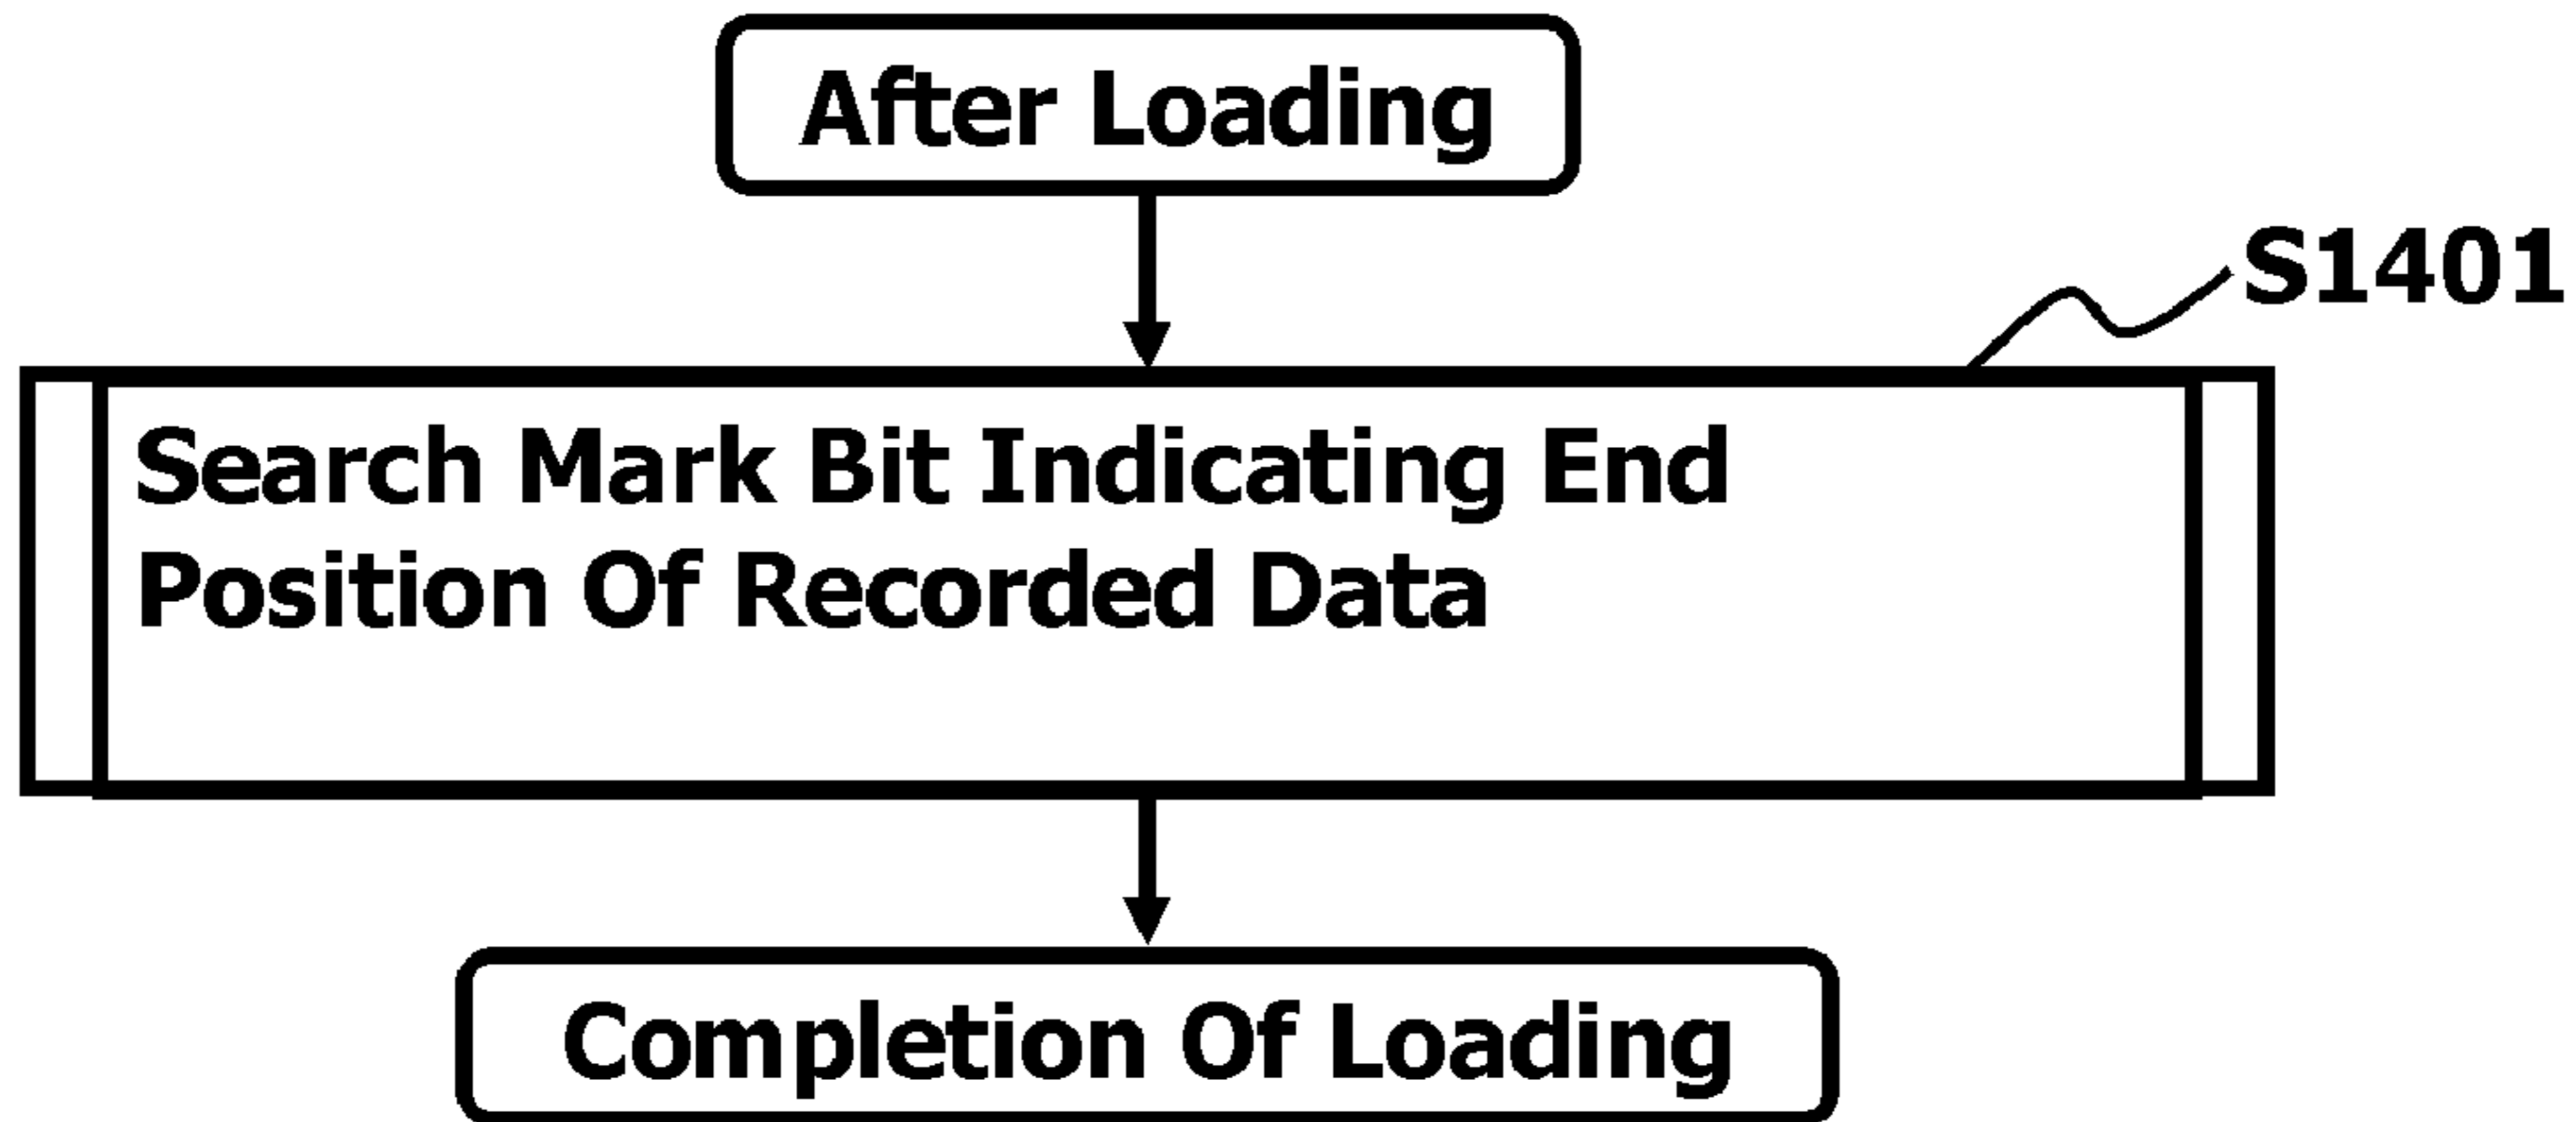 After Loading
S1401
Search Mark Bit Indicating End
Position Of Recorded Data
Completion Of Loading